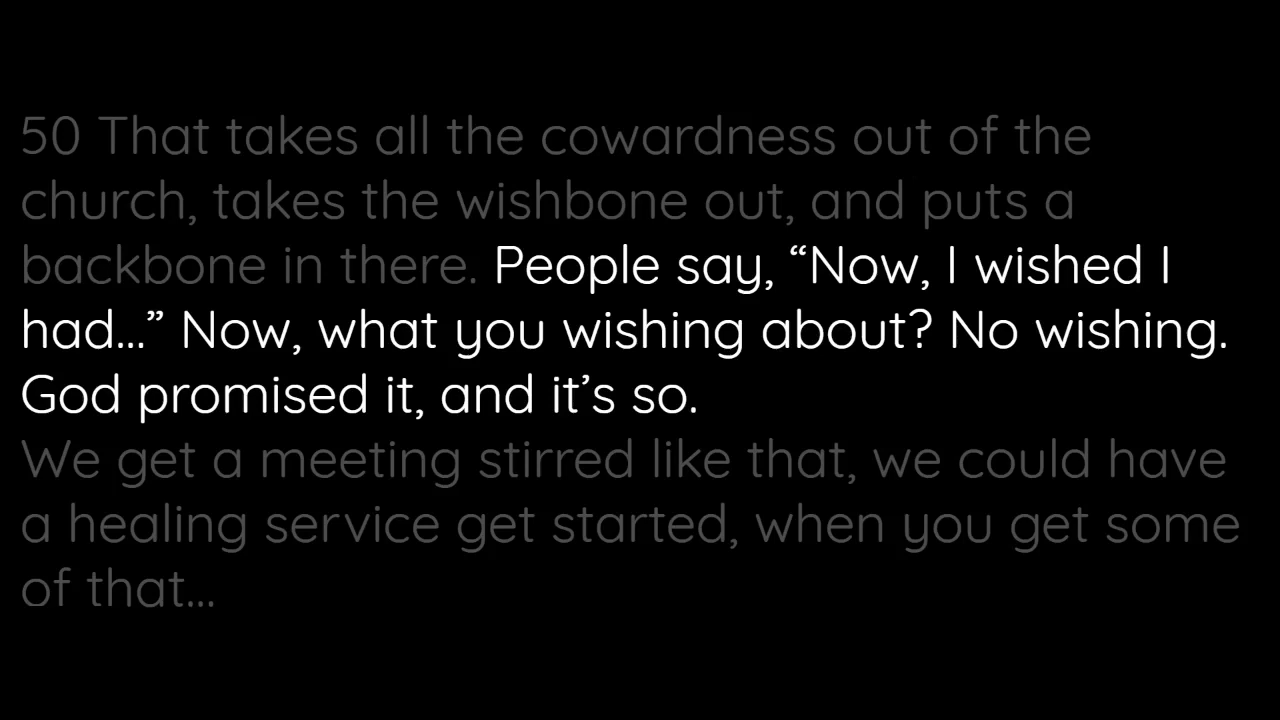 50 That takes all the cowardness out of the
church, takes the wishbone out, and puts a
backbone in there. People say, “Now, I wished I
had...” Now, what you wishing about? No wishing.
God promised it, and it’s so.
We get a meeting stirred like that, we could have
a healing service get started, when you get some
of that...